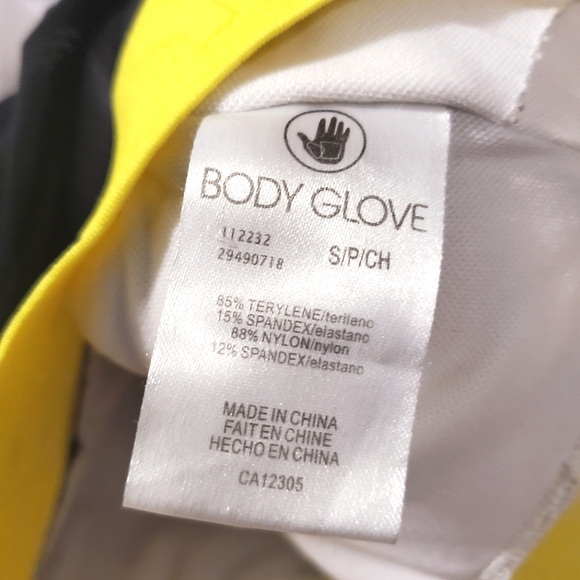 BODY GLOVE
112232
29490718 S/P/CH
85% TERYLENE/terileno
15% SPANDEX/elastano
88% NYLON/nylon
12% SPANDEX/elastano
MADE IN CHINA
FAIT EN CHINE
HECHO EN CHINA
CA12305